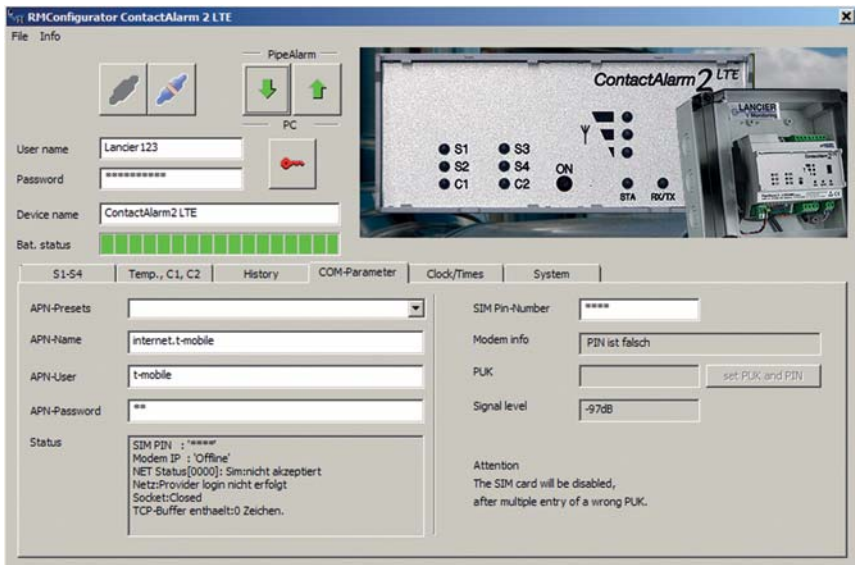 RMConfigurator ContactAlarm 2 LTE
File Info
PipeAlarm
PC
User name Lancier123
Password **********
Device name ContactAlarm2 LTE
Bat. status
ContactAlarm2 LTE
S1 S3
S2 S4
C1 C2
ON
STA RX/TX
LANCIER
Monitoring
S1-S4 Temp., C1, C2 History COM-Parameter Clock/Times System
APN-Presets
APN-Name internet.t-mobile
APN-User t-mobile
APN-Password **
Status
SIM PIN : '****'
Modem IP : 'Offline'
NET Status[0000]: Sim:nicht akzeptiert
Netz:Provider login nicht erfolgt
Socket:Closed
TCP-Buffer enthaelt:0 Zeichen.
SIM Pin-Number ****
Modem info PIN ist falsch
PUK set PUK and PIN
Signal level -97dB
Attention
The SIM card will be disabled,
after multiple entry of a wrong PUK.